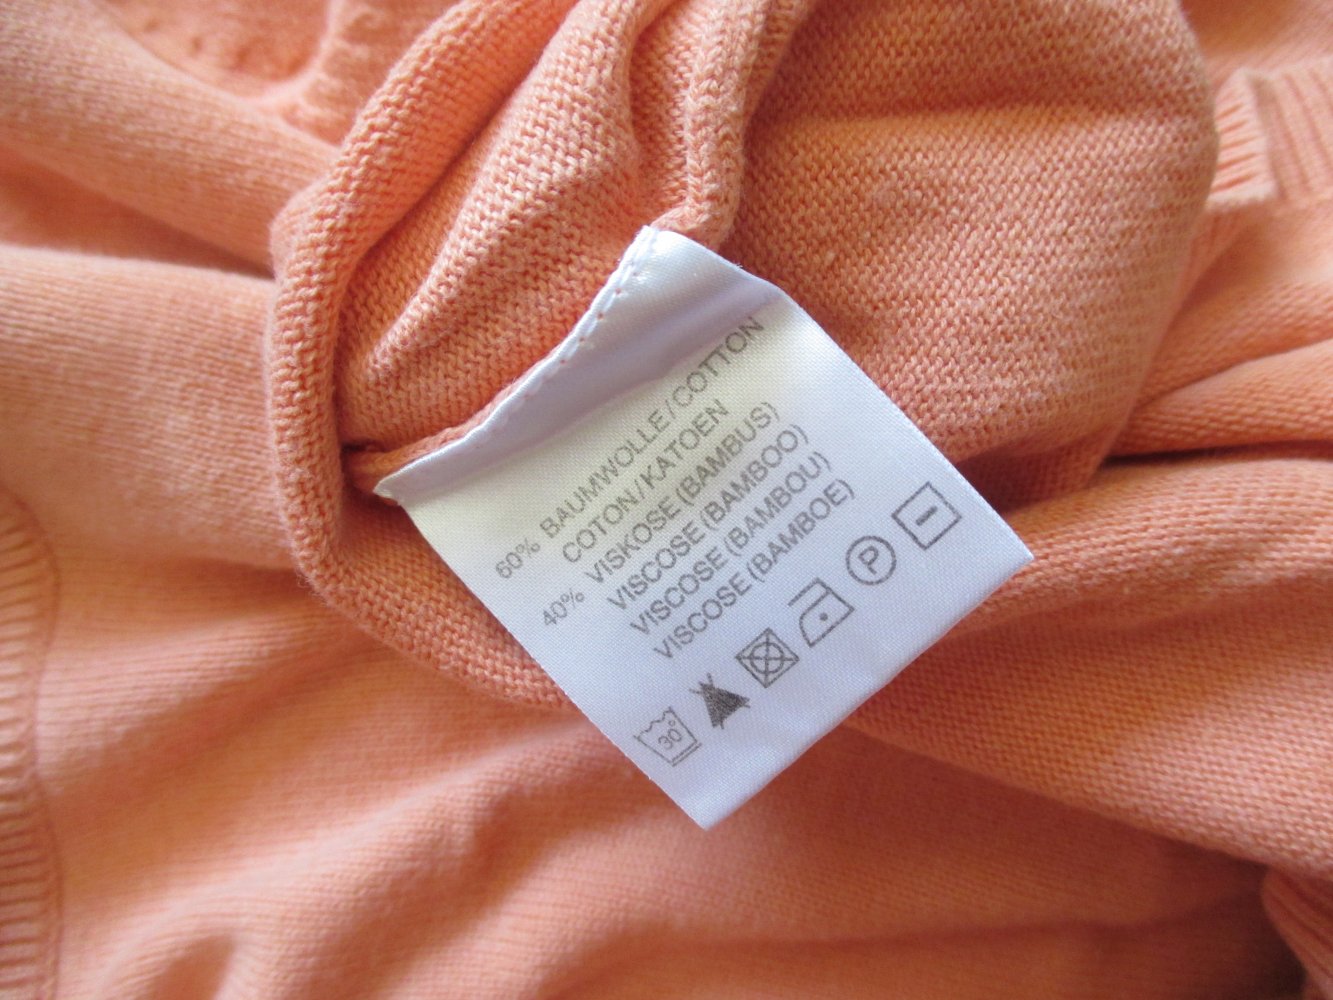 60% BAUMWOLLE/COTTON
COTON/KATOEN
40% VISKOSE(BAMBUS)
VISCOSE(BAMBOO)
VISCOSE(BAMBOU)
VISCOSE(BAMBOE)
30° P